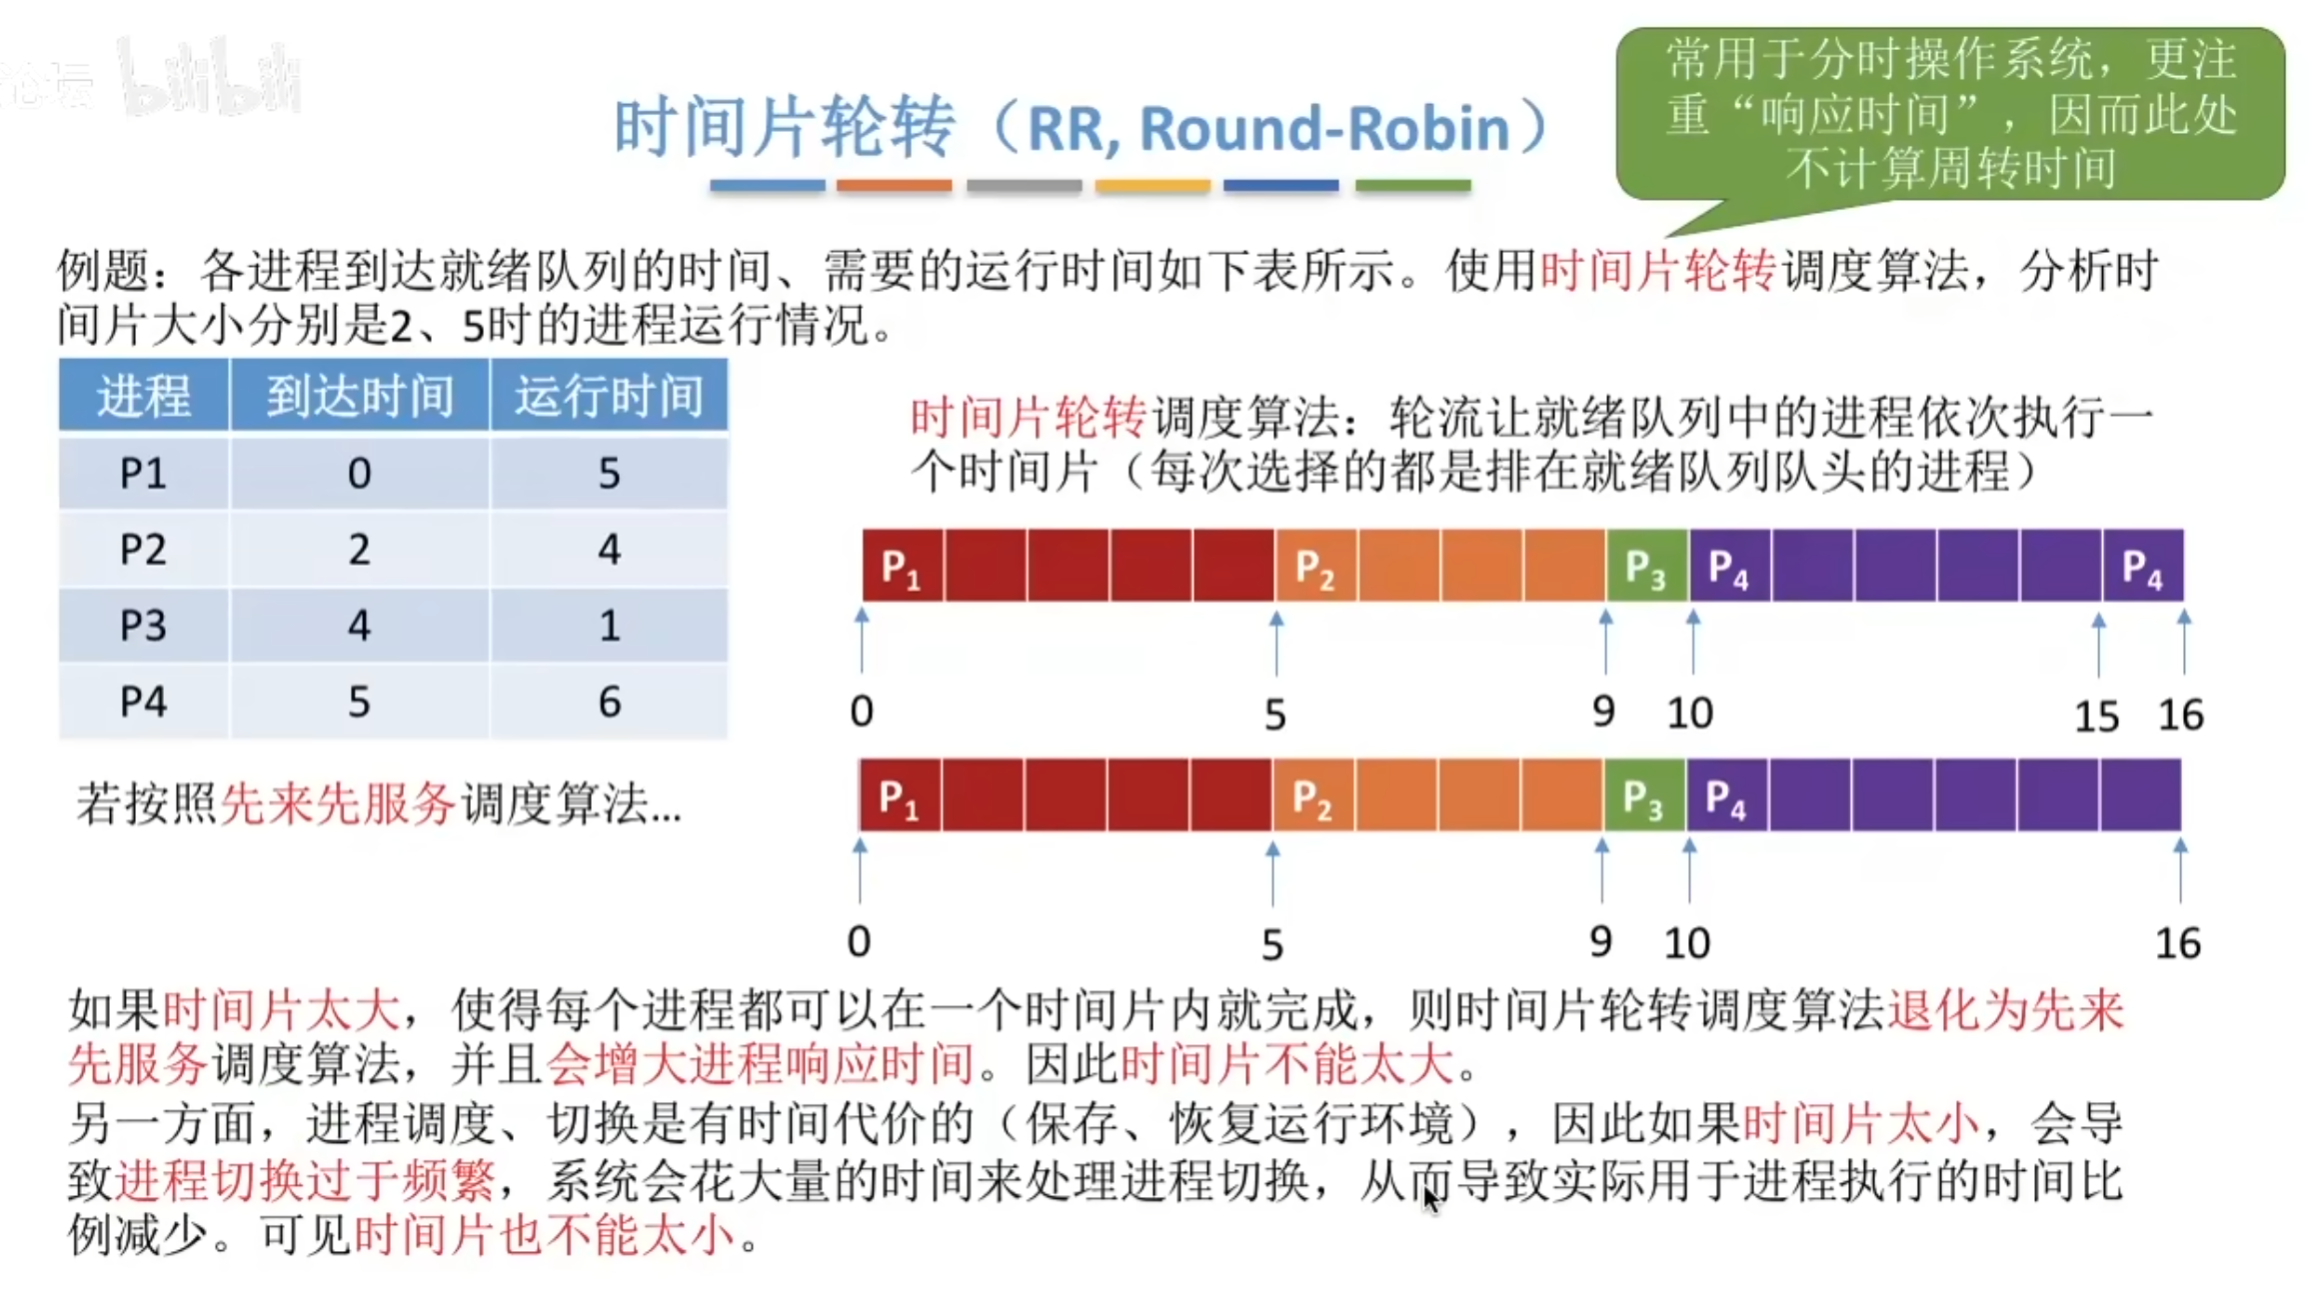 论坛 bilibili
常用于分时操作系统，更注
重“响应时间”，因而此处
不计算周转时间
时间片轮转（RR, Round-Robin）
例题：各进程到达就绪队列的时间、需要的运行时间如下表所示。使用时间片轮转调度算法，分析时
间片大小分别是2、5时的进程运行情况。
进程 到达时间 运行时间
P1 0 5
P2 2 4
P3 4 1
P4 5 6
时间片轮转调度算法：轮流让就绪队列中的进程依次执行一
个时间片（每次选择的都是排在就绪队列队头的进程）
P1 P2 P3 P4 P4
0 5 9 10 15 16
若按照先来先服务调度算法…
P1 P2 P3 P4
0 5 9 10 16
如果时间片太大，使得每个进程都可以在一个时间片内就完成，则时间片轮转调度算法退化为先来
先服务调度算法，并且会增大进程响应时间。因此时间片不能太大。
另一方面，进程调度、切换是有时间代价的（保存、恢复运行环境），因此如果时间片太小，会导
致进程切换过于频繁，系统会花大量的时间来处理进程切换，从而导致实际用于进程执行的时间比
例减少。可见时间片也不能太小。